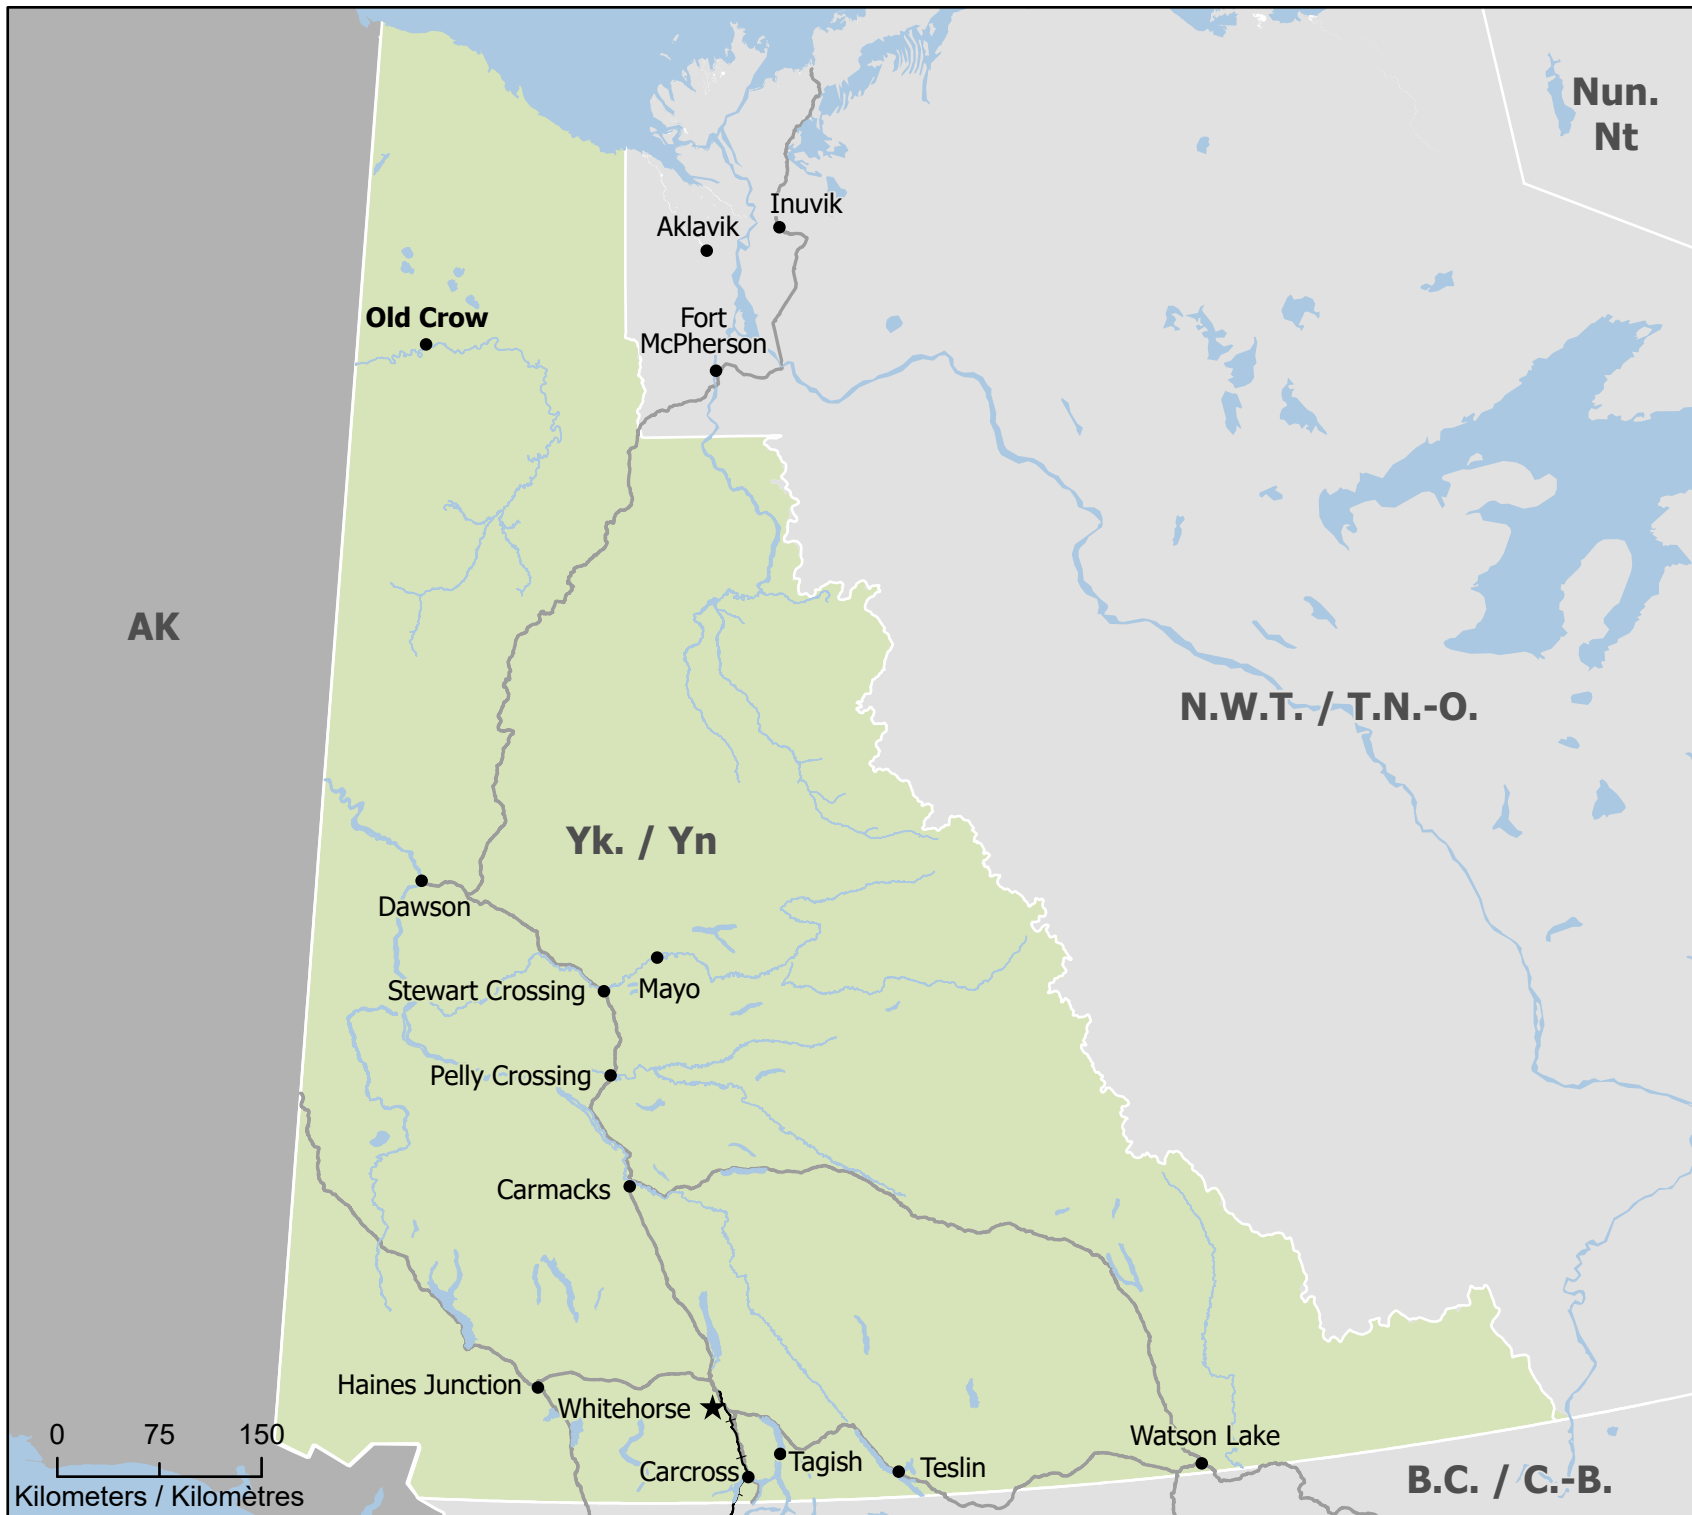 Nun.
Nt
Inuvik
Aklavik
Old Crow
Fort
McPherson
AK
N.W.T. / T.N.-O.
Yk. / Yn
Dawson
Stewart Crossing
Mayo
Pelly Crossing
Carmacks
Haines Junction
Whitehorse
0 75 150
Kilometers / Kilomètres
Carcross
Tagish
Teslin
Watson Lake
B.C. / C.-B.